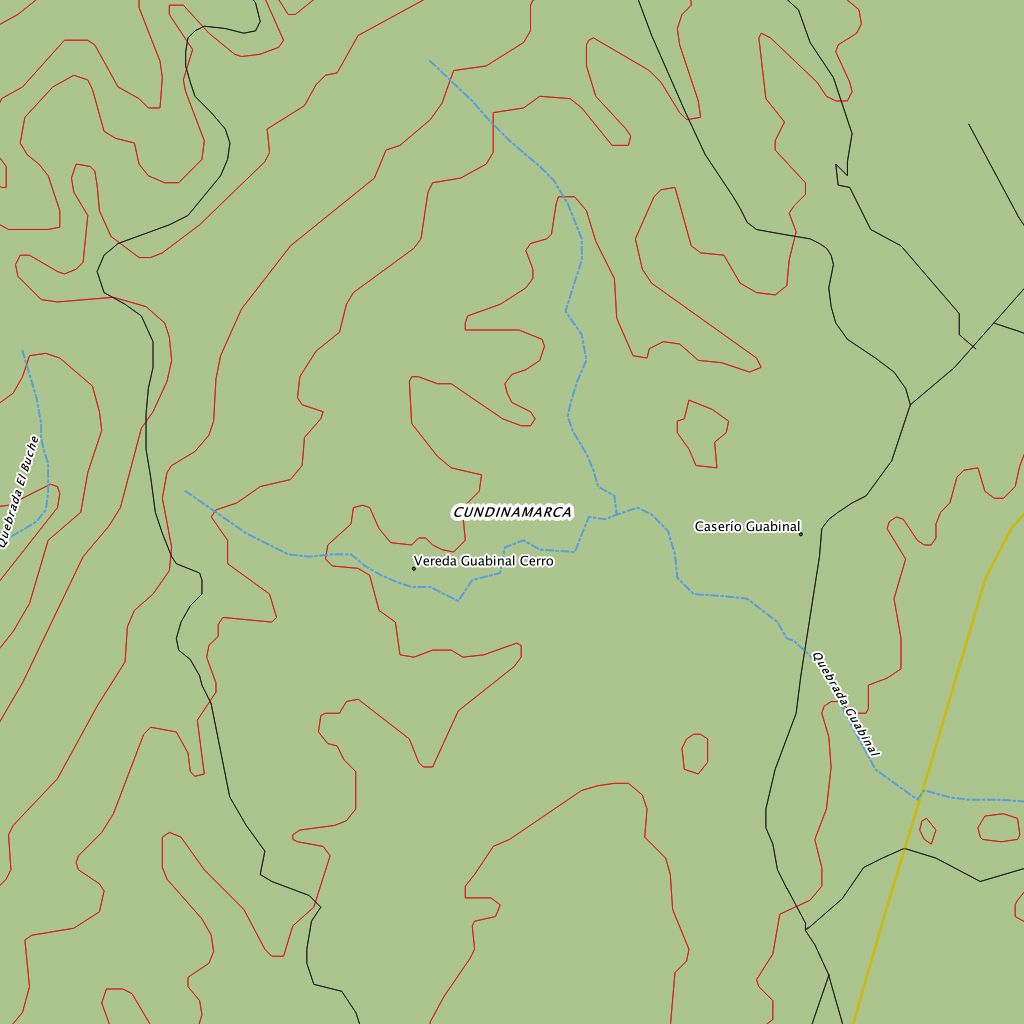 Quebrada El Buche
CUNDINAMARCA
Caserío Guabinal
Vereda Guabinal Cerro
Quebrada Guabinal